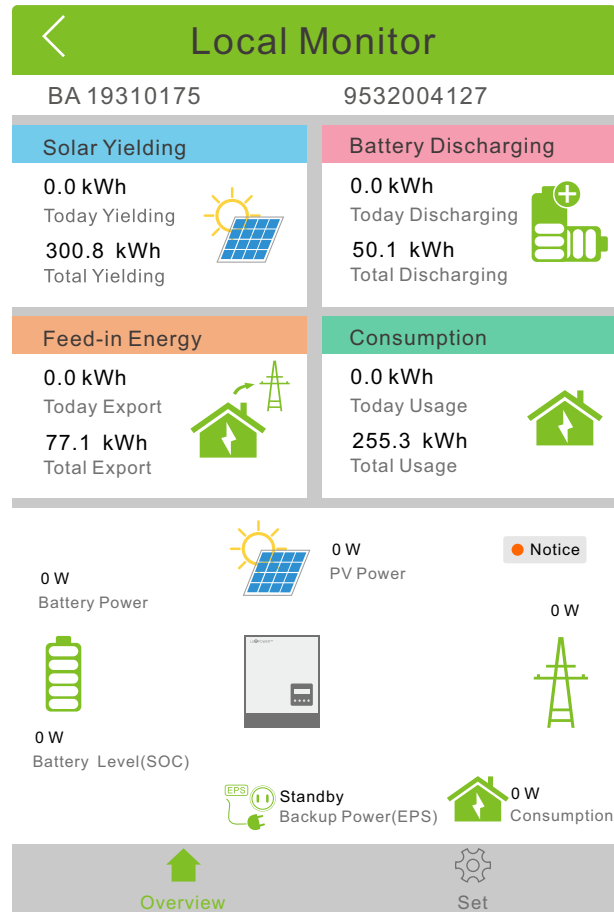 Local Monitor
BA 19310175
9532004127
Solar Yielding
0.0 kWh
Today Yielding
300.8 kWh
Total Yielding
Battery Discharging
0.0 kWh
Today Discharging
50.1 kWh
Total Discharging
Feed-in Energy
0.0 kWh
Today Export
77.1 kWh
Total Export
Consumption
0.0 kWh
Today Usage
255.3 kWh
Total Usage
0 W
PV Power
Notice
0 W
Battery Power
0 W
0 W
Battery Level(SOC)
EPS
Standby
Backup Power(EPS)
0 W
Consumption
Overview
Set